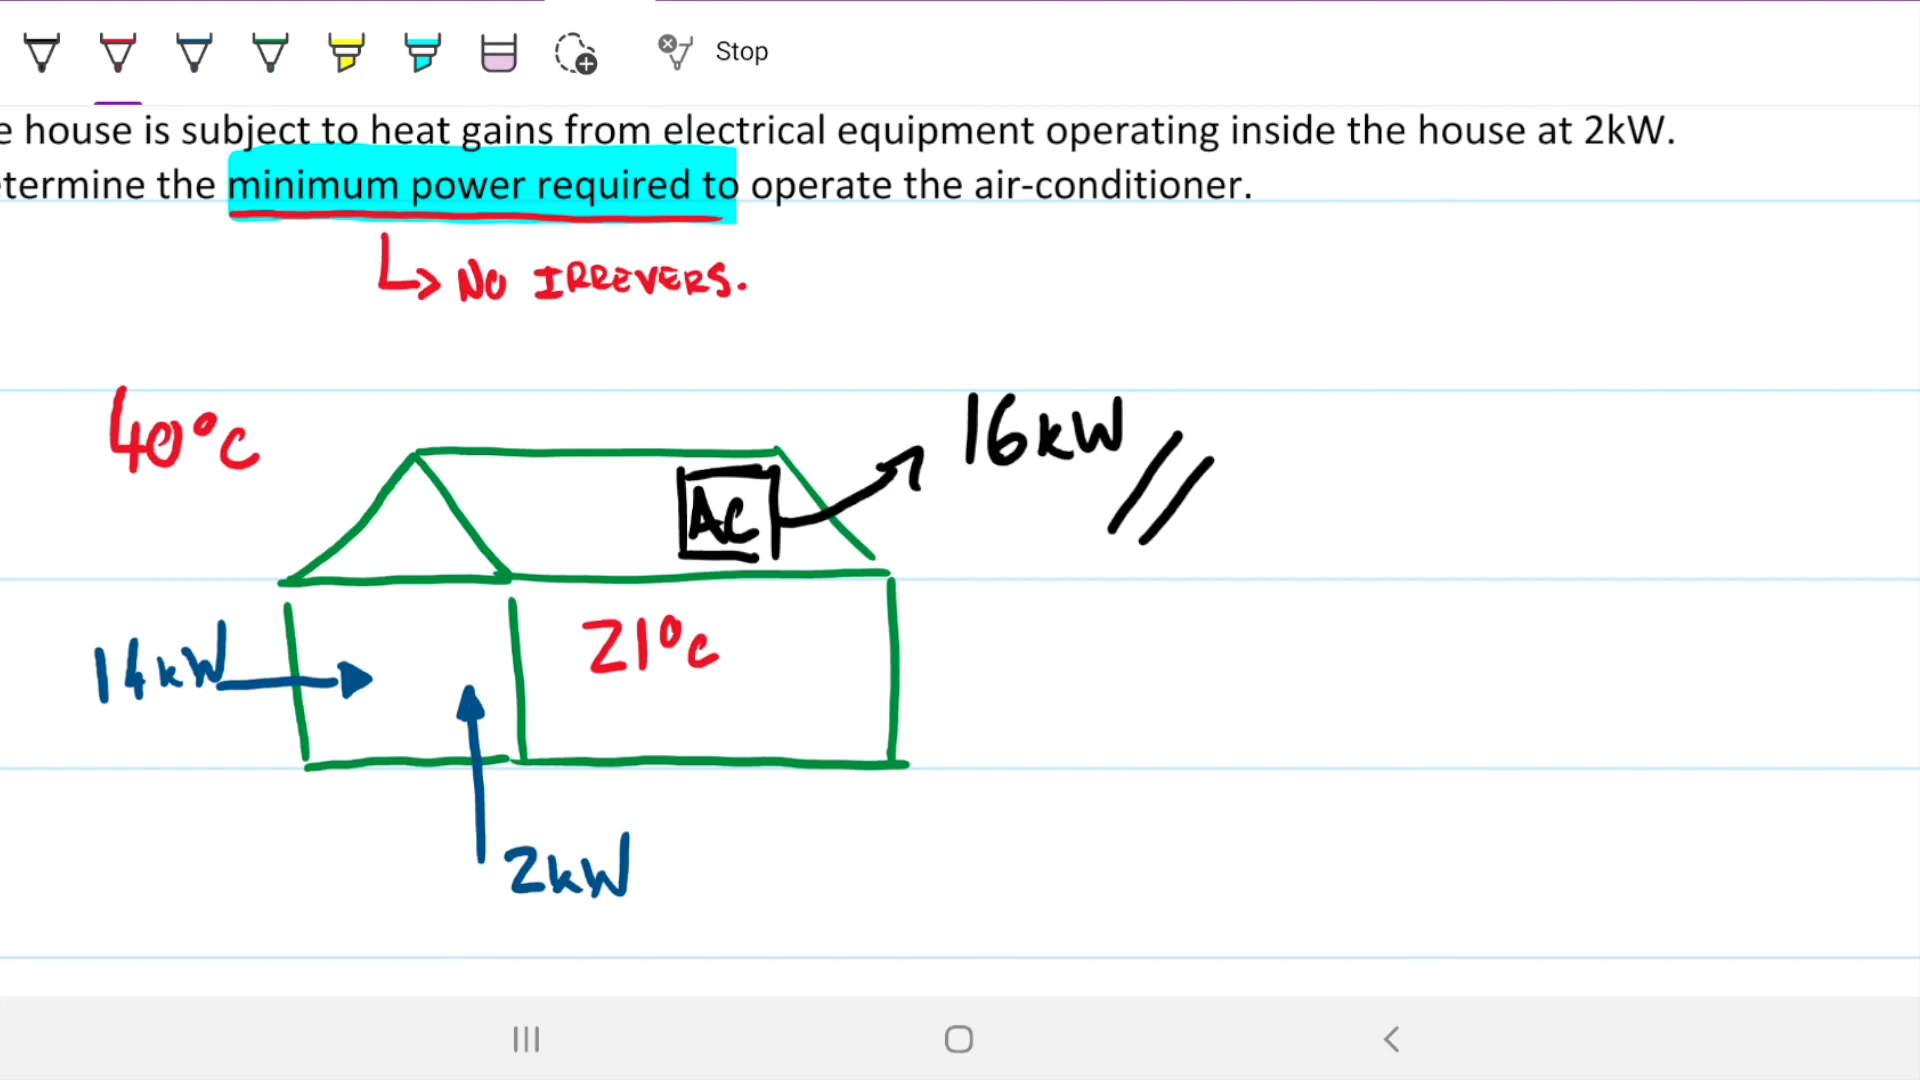 Stop
e house is subject to heat gains from electrical equipment operating inside the house at 2kW.
termine the minimum power required to operate the air-conditioner.
NO IRREVERS.
40°C
16kW
AC
21°C
14kW
2kW